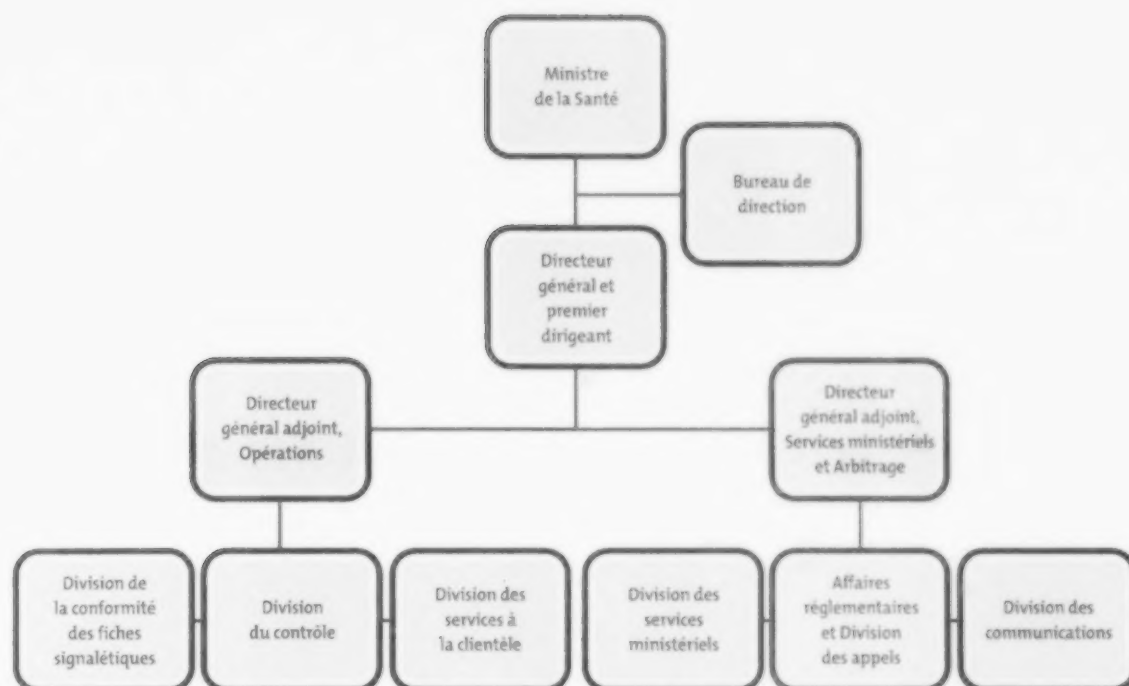 Ministre
de la Santé
Bureau de
direction
Directeur
général et
premier
dirigeant
Directeur
général adjoint,
Opérations
Directeur
général adjoint,
Services ministériels
et Arbitrage
Division de
la conformité
des fiches
signalétiques
Division
du contrôle
Division des
services à
la clientèle
Division des
services
ministériels
Affaires
réglementaires
et Division
des appels
Division des
communications